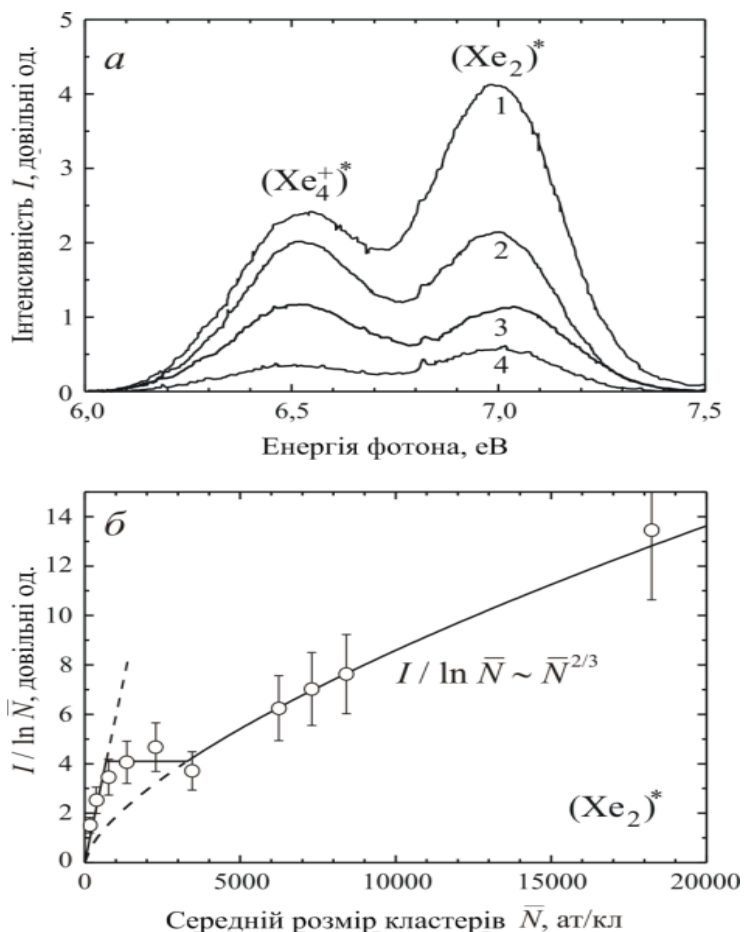 а
(Xe₂)*
(Xe₄⁺)*
1
2
3
4
Інтенсивність I, довільні од.
5
4
3
2
1
0
6,0 6,5 7,0 7,5
Енергія фотона, еВ
б
I / ln N̅, довільні од.
14
12
10
8
6
4
2
0
I / ln N̅ ~ N̅²ᐟ³
(Xe₂)*
0 5000 10000 15000 20000
Середній розмір кластерів N̅, ат/кл